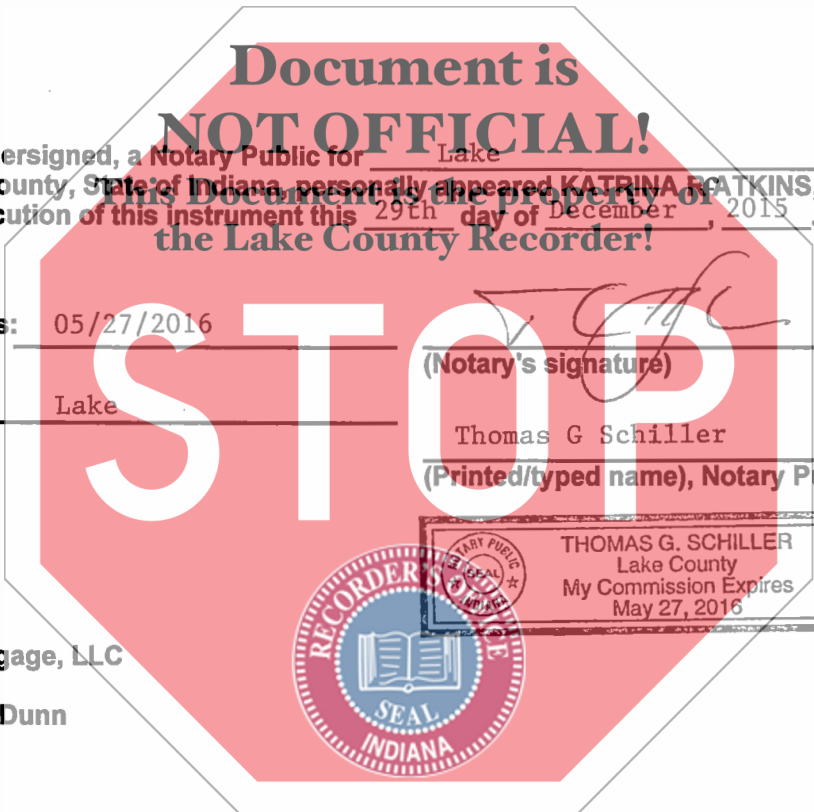 Document is
NOT OFFICIAL!
ersigned, a Notary Public for Lake
ounty, State of Indiana, personally appeared KATRINA R ATKINS,
This Document is the property of
cution of this instrument this 29th day of December, 2015
the Lake County Recorder!
s: 05/27/2016
(Notary's signature)
Lake
Thomas G Schiller
(Printed/typed name), Notary Pu
STOP
NOTARY PUBLIC
SEAL
INDIANA
THOMAS G. SCHILLER
Lake County
My Commission Expires
May 27, 2016
RECORDER'S OFFICE
SEAL
INDIANA
gage, LLC
Dunn